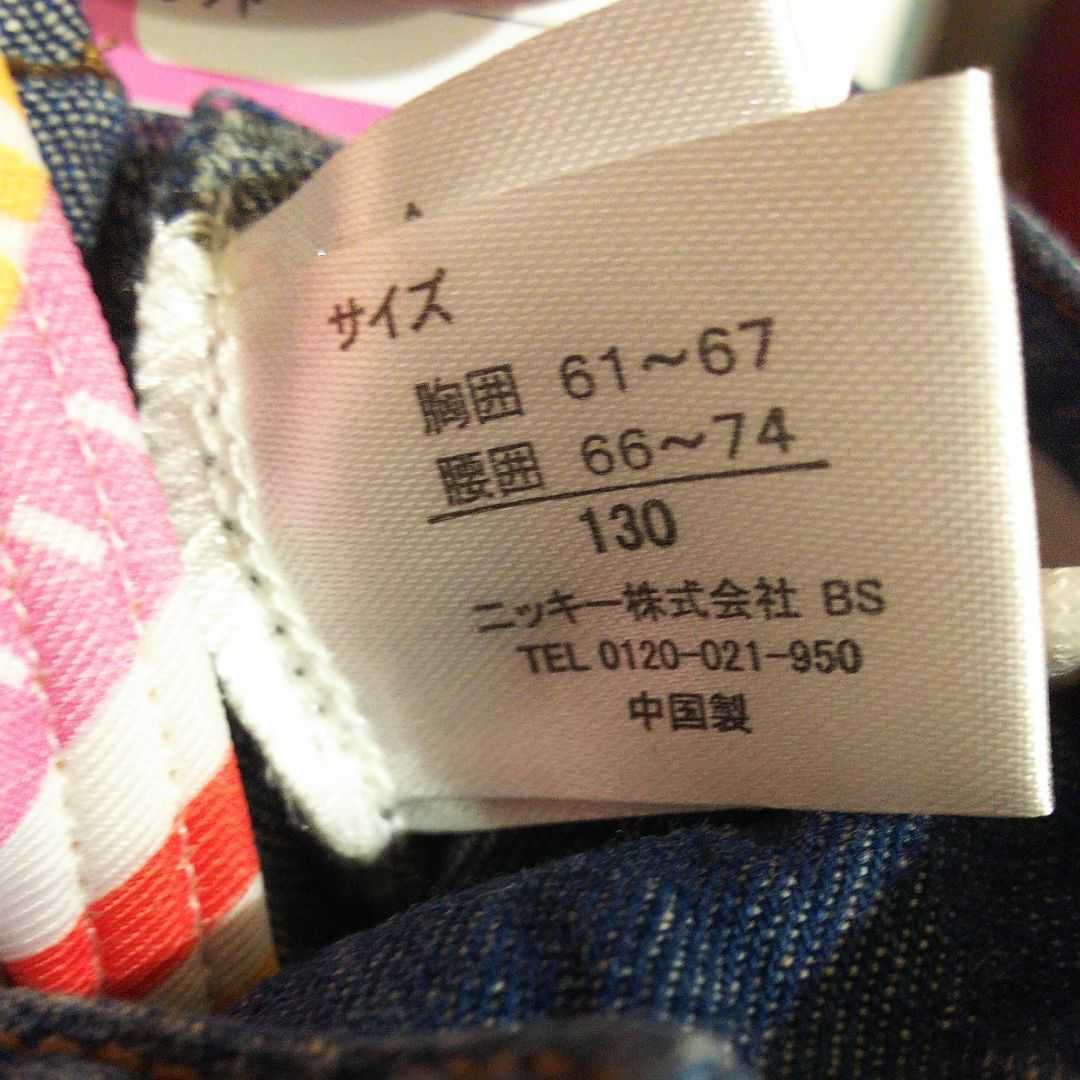 サイズ
胸囲 61～67
腰囲 66～74
130
ニッキー株式会社 BS
TEL 0120-021-950
中国製